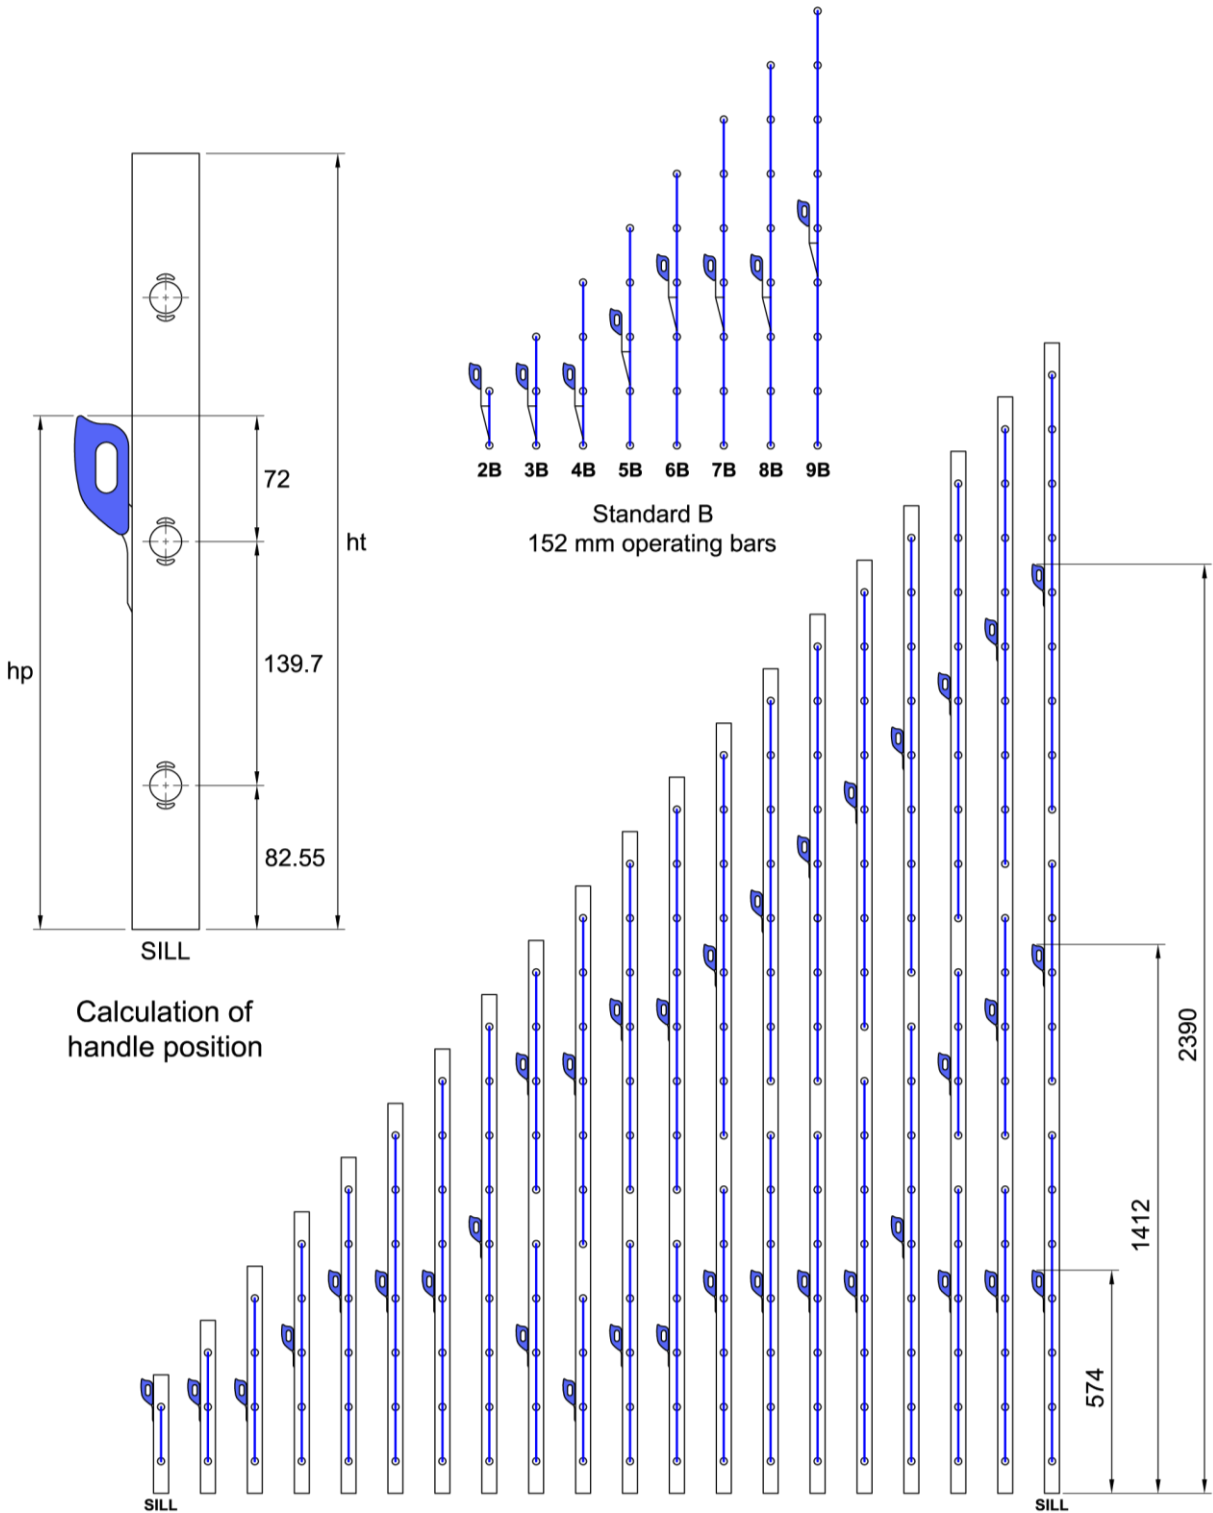 72
ht
139.7
hp
82.55
SILL
Calculation of
handle position
2B 3B 4B 5B 6B 7B 8B 9B
Standard B
152 mm operating bars
2390
1412
574
SILL
SILL